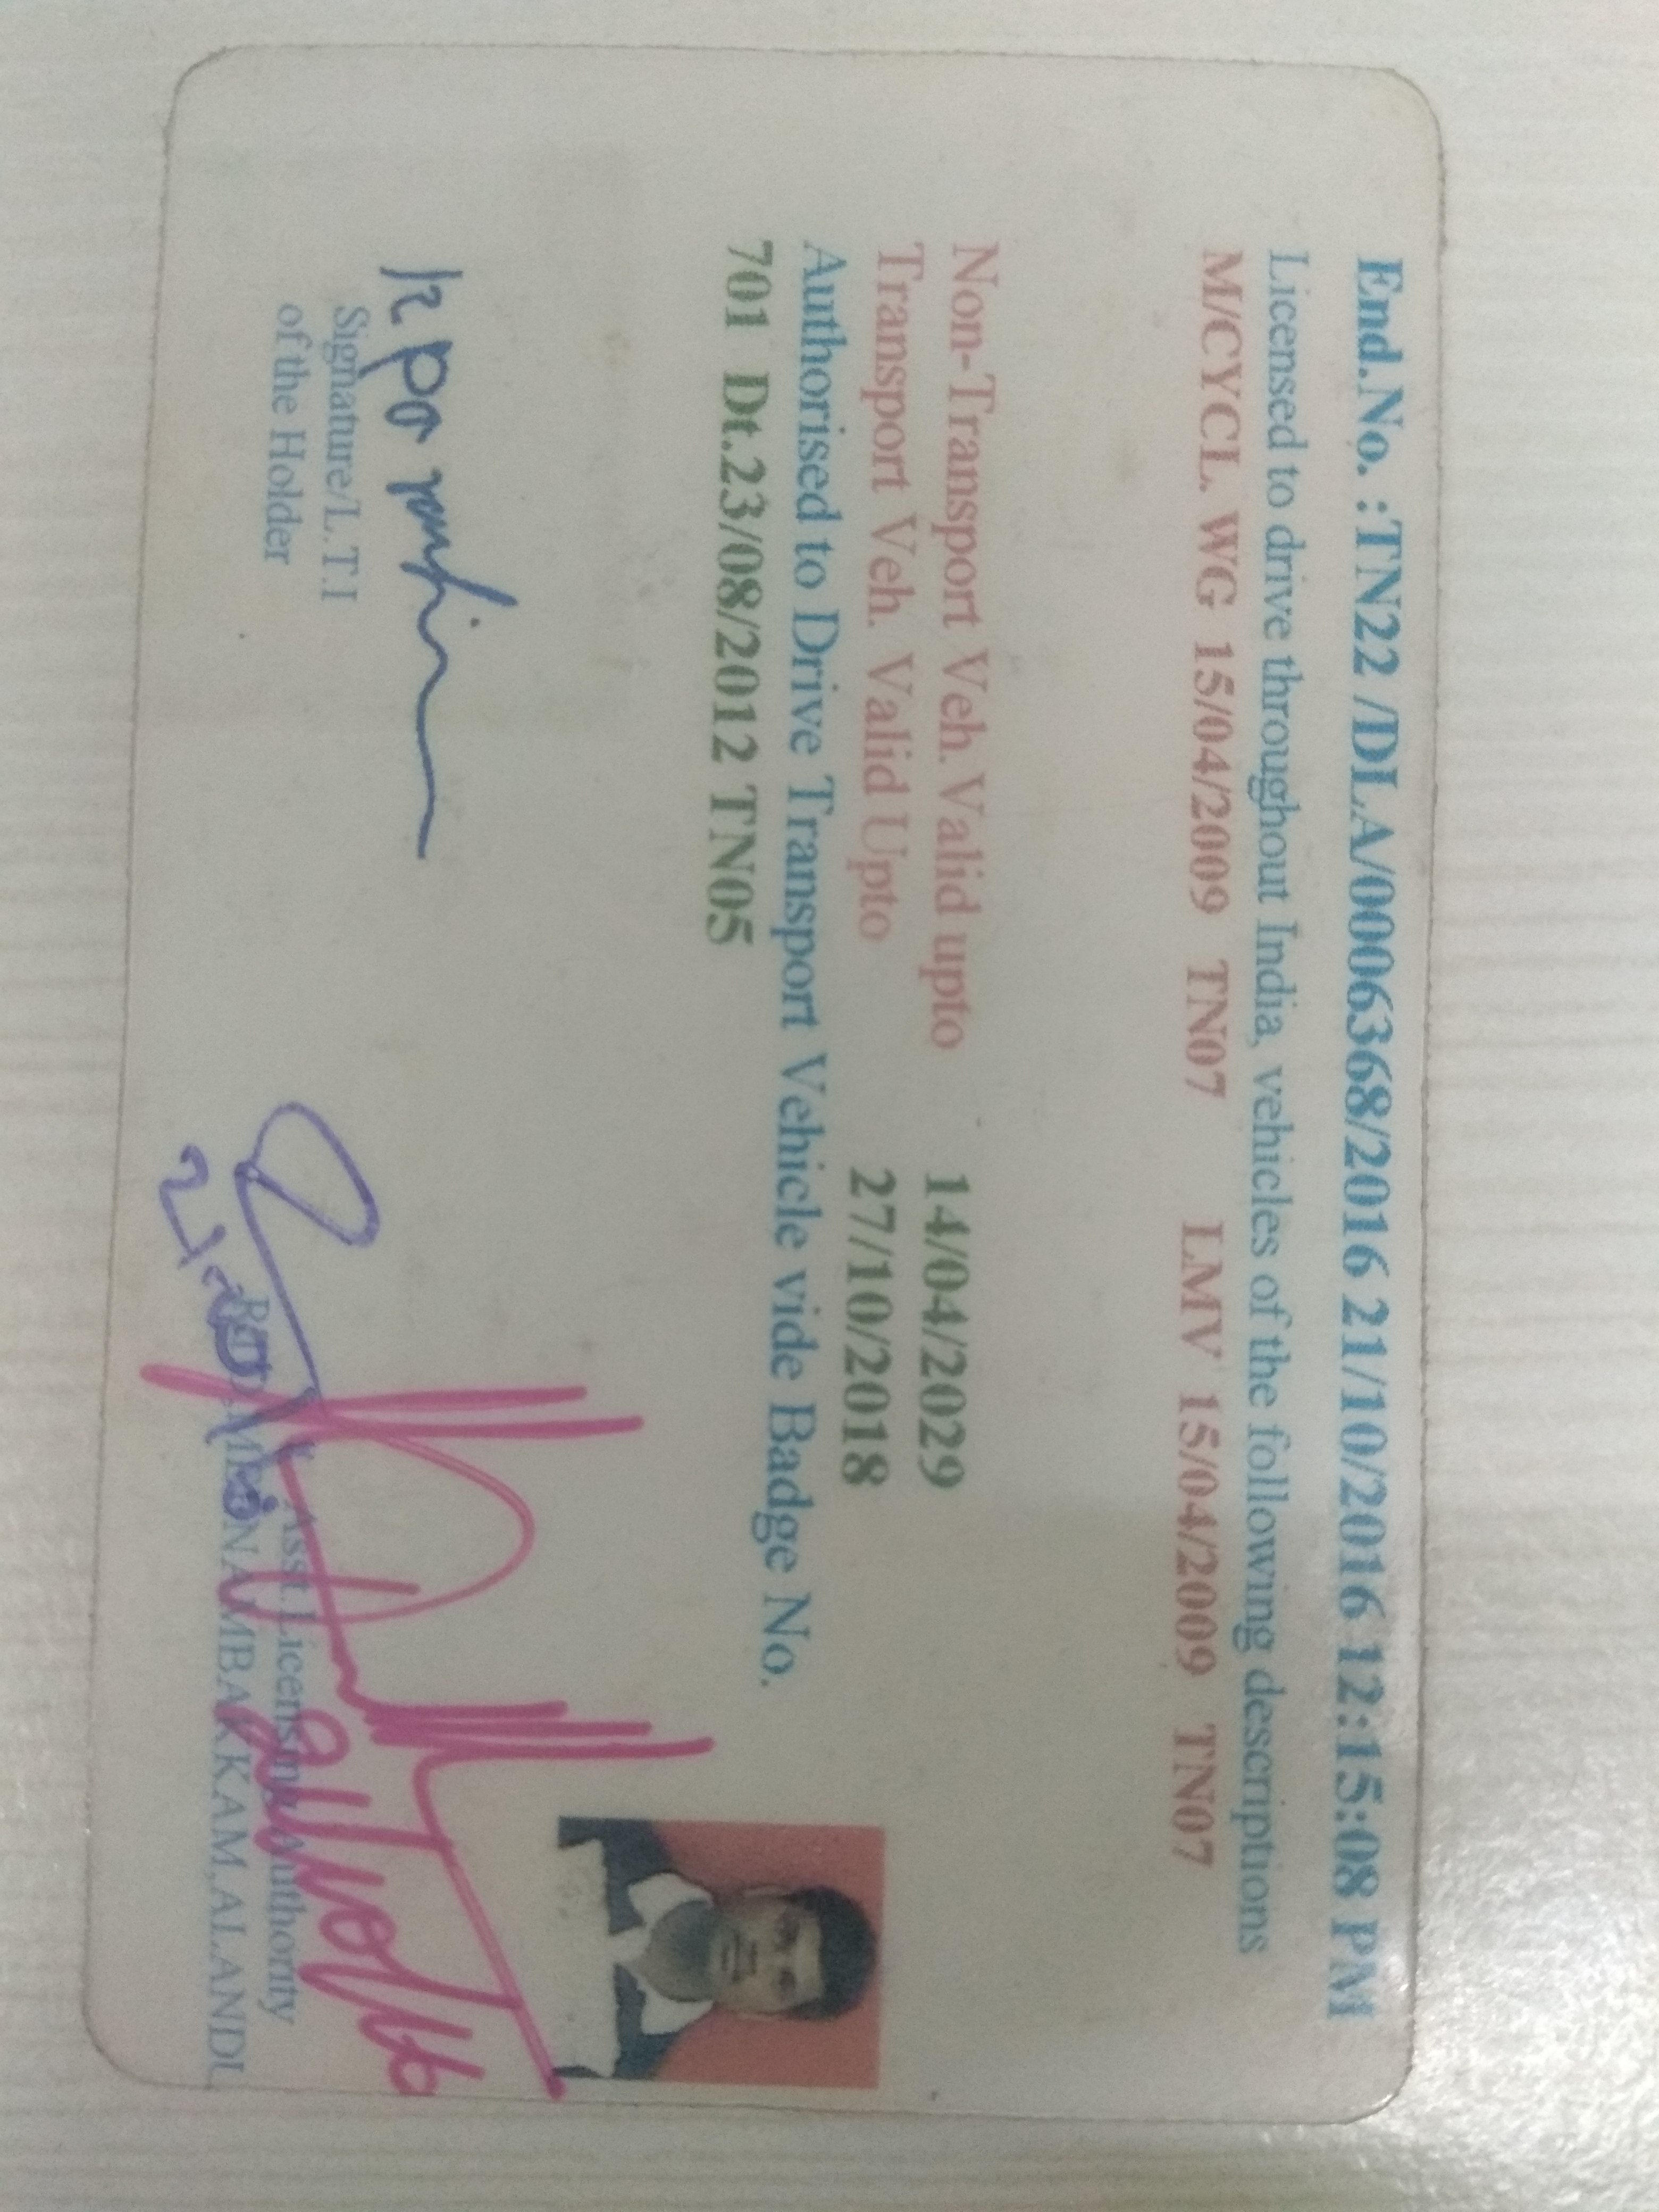 End.No. :TN22 /DLA/0006368/2016 21/10/2016 12:15:08 PM
Licensed to drive throughout India, vehicles of the following descriptions
M/CYCL. WG 15/04/2009 TN07 LMV 15/04/2009 TN07
Non-Transport Veh. Valid upto 14/04/2029
Transport Veh. Valid Upto 27/10/2018
Authorised to Drive Transport Vehicle vide Badge No.
701 Dt.23/08/2012 TN05
Signature/L.T.I
of the Holder
Asst. Licensing Authority
MEENAMBAKKAM,ALANDU